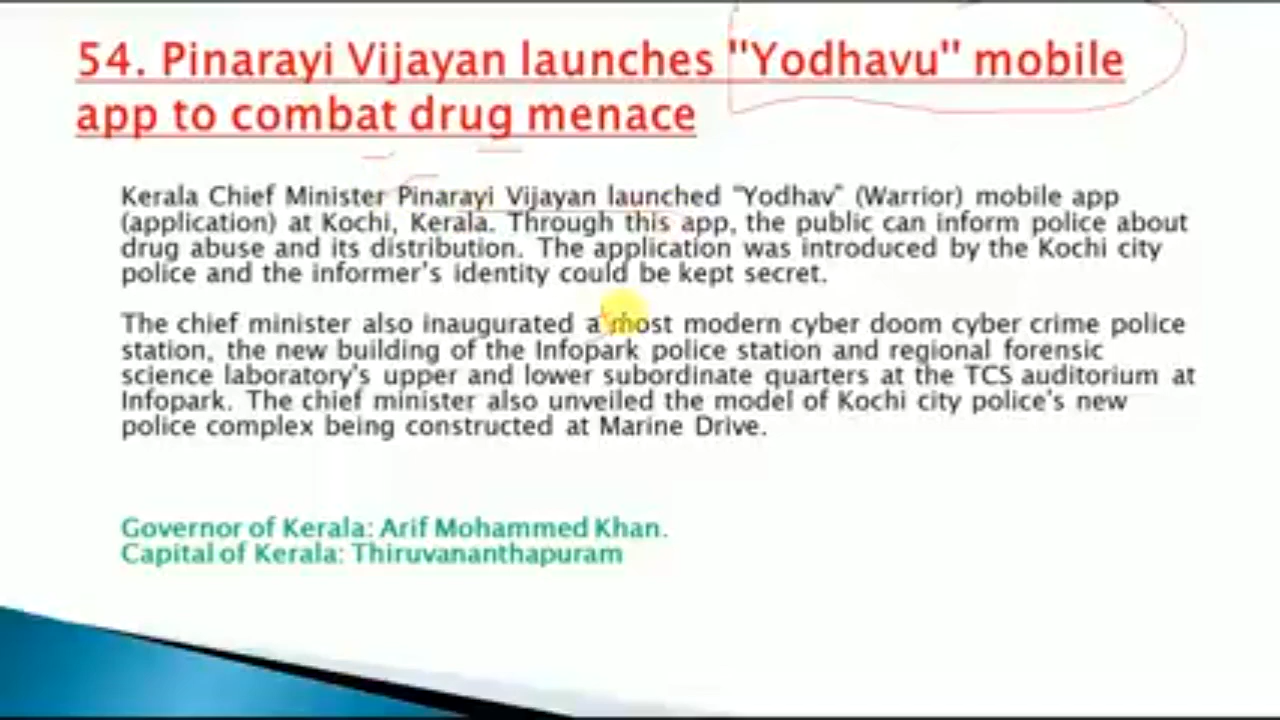 54. Pinarayi Vijayan launches "Yodhavu" mobile
app to combat drug menace
Kerala Chief Minister Pinarayi Vijayan launched "Yodhav" (Warrior) mobile app
(application) at Kochi, Kerala. Through this app, the public can inform police about
drug abuse and its distribution. The application was introduced by the Kochi city
police and the informer's identity could be kept secret.
The chief minister also inaugurated a most modern cyber doom cyber crime police
station, the new building of the Infopark police station and regional forensic
science laboratory's upper and lower subordinate quarters at the TCS auditorium at
Infopark. The chief minister also unveiled the model of Kochi city police's new
police complex being constructed at Marine Drive.
Governor of Kerala: Arif Mohammed Khan.
Capital of Kerala: Thiruvananthapuram